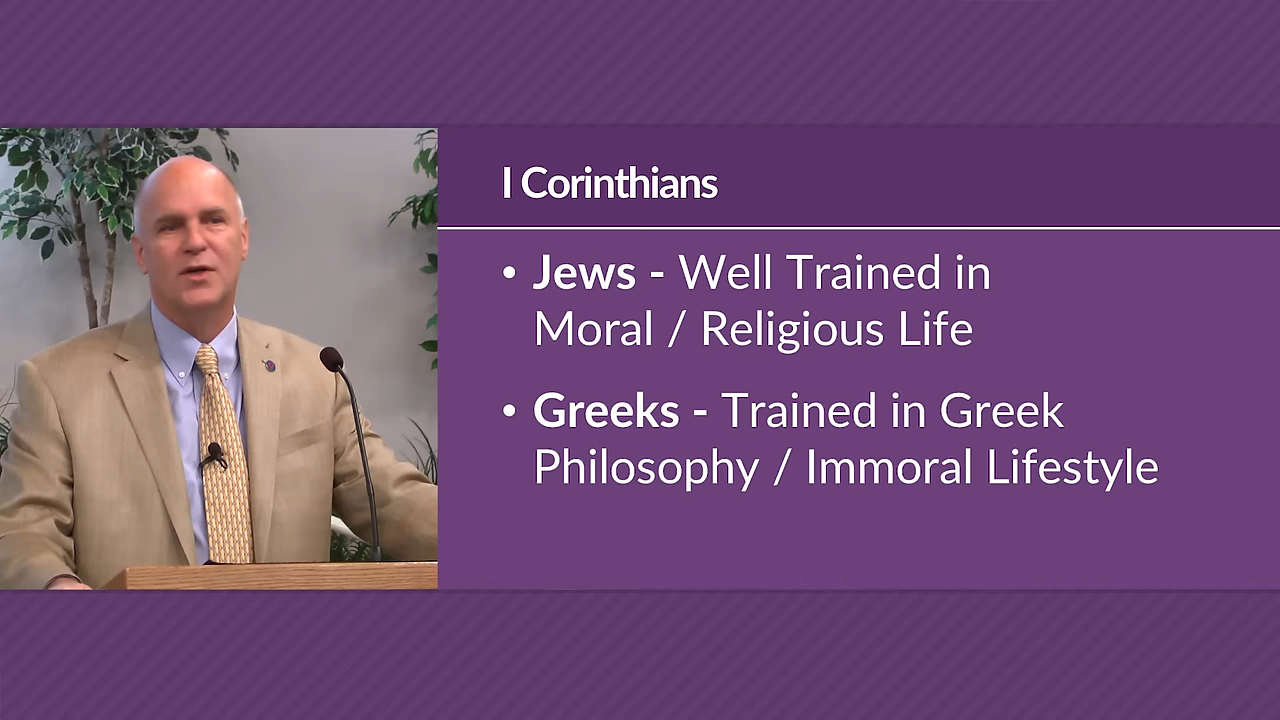 I Corinthians
• Jews - Well Trained in
Moral / Religious Life
• Greeks - Trained in Greek
Philosophy / Immoral Lifestyle